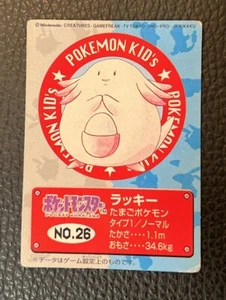 POKEMON KID's
POKEMON KID's
POKEMON KID's
ポケットモンスター
NO.26
ラッキー
たまごポケモン
タイプ1/ノーマル
たかさ・・・・1.1m
おもさ・・・・34.6kg
※データはゲーム設定上のものです。